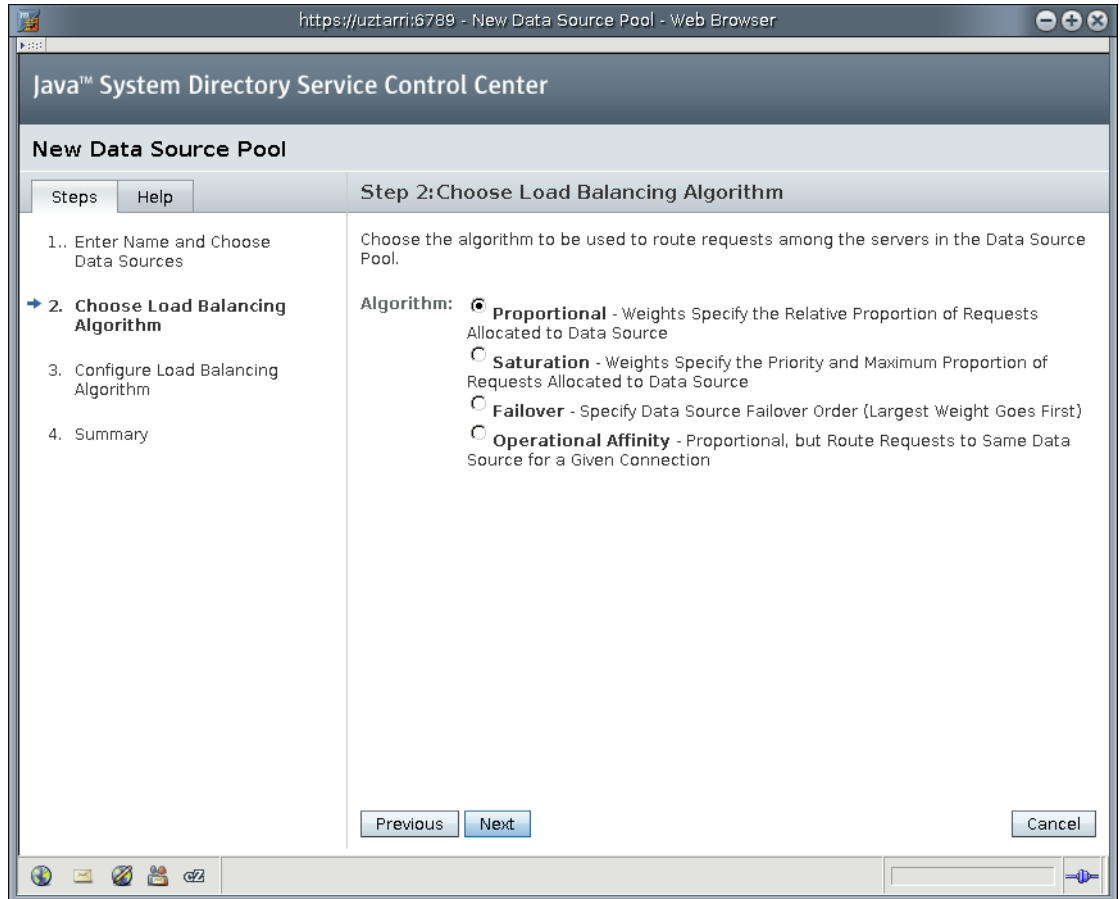 https://uztarri:6789 - New Data Source Pool - Web Browser
Java™ System Directory Service Control Center
New Data Source Pool
Steps
Help
1.. Enter Name and Choose
Data Sources
2. Choose Load Balancing
Algorithm
3. Configure Load Balancing
Algorithm
4. Summary
Step 2:Choose Load Balancing Algorithm
Choose the algorithm to be used to route requests among the servers in the Data Source
Pool.
Algorithm:
Proportional - Weights Specify the Relative Proportion of Requests
Allocated to Data Source
Saturation - Weights Specify the Priority and Maximum Proportion of
Requests Allocated to Data Source
Failover - Specify Data Source Failover Order (Largest Weight Goes First)
Operational Affinity - Proportional, but Route Requests to Same Data
Source for a Given Connection
Previous
Next
Cancel
cZ